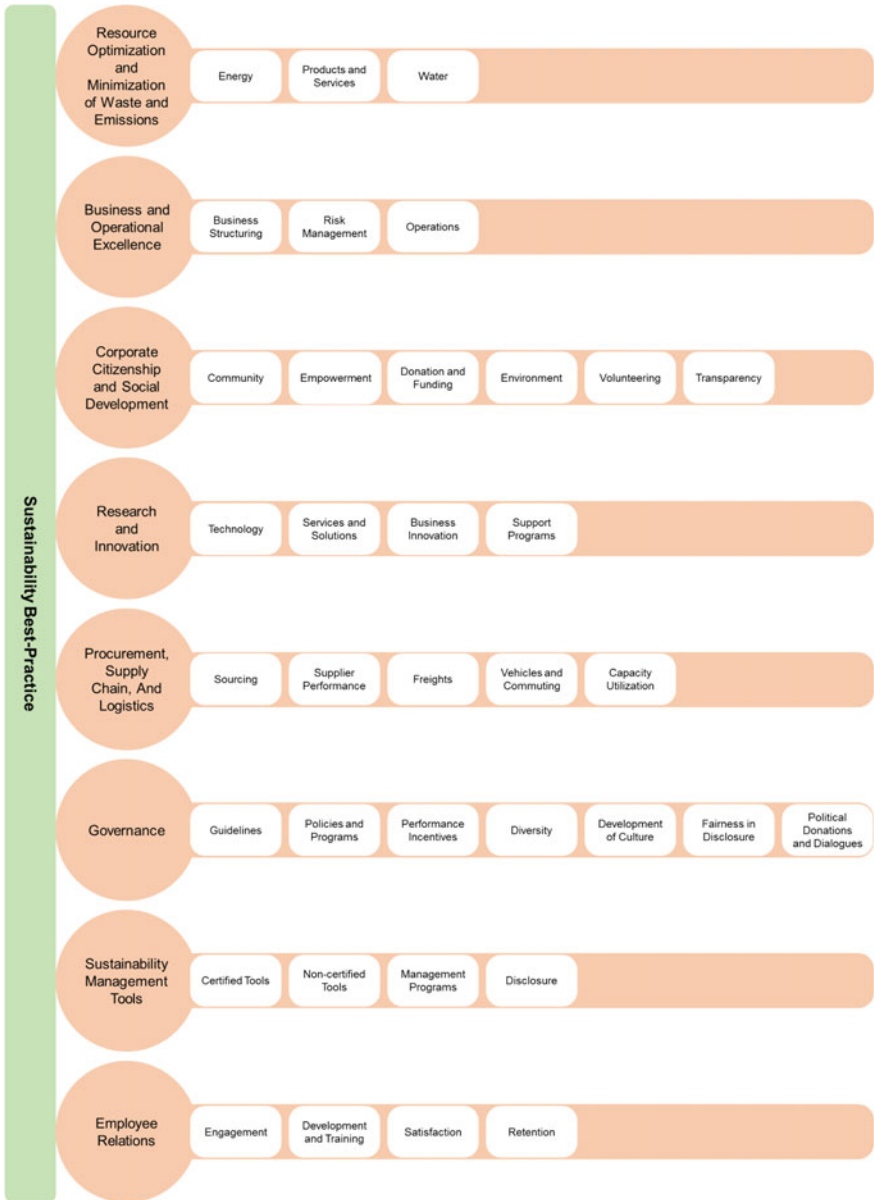 Sustainability Best-Practice
Resource
Optimization
and
Minimization
of Waste and
Emissions
Energy
Products and
Services
Water
Business and
Operational
Excellence
Business
Structuring
Risk
Management
Operations
Corporate
Citizenship
and Social
Development
Community
Empowerment
Donation and
Funding
Environment
Volunteering
Transparency
Research
and
Innovation
Technology
Services and
Solutions
Business
Innovation
Support
Programs
Procurement,
Supply
Chain, And
Logistics
Sourcing
Supplier
Performance
Freights
Vehicles and
Commuting
Capacity
Utilization
Governance
Guidelines
Policies and
Programs
Performance
Incentives
Diversity
Development
of Culture
Fairness in
Disclosure
Political
Donations
and Dialogues
Sustainability
Management
Tools
Certified Tools
Non-certified
Tools
Management
Programs
Disclosure
Employee
Relations
Engagement
Development
and Training
Satisfaction
Retention